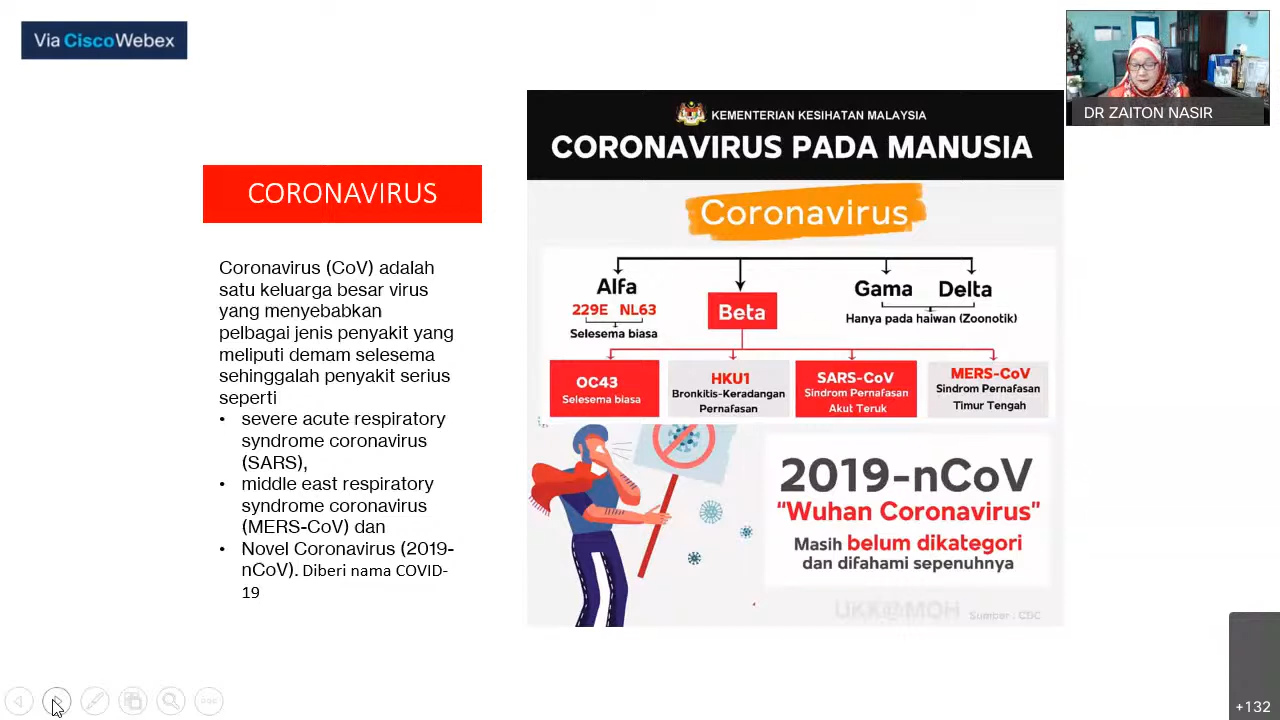 Via CiscoWebex
DR ZAITON NASIR
CORONAVIRUS
Coronavirus (CoV) adalah
satu keluarga besar virus
yang menyebabkan
pelbagai jenis penyakit yang
meliputi demam selesema
sehinggalah penyakit serius
seperti
• severe acute respiratory
syndrome coronavirus
(SARS),
• middle east respiratory
syndrome coronavirus
(MERS-CoV) dan
• Novel Coronavirus (2019-
nCoV). Diberi nama COVID-
19
KEMENTERIAN KESIHATAN MALAYSIA
CORONAVIRUS PADA MANUSIA
Coronavirus
Alfa
229E NL63
Selesema biasa
Beta
Gama Delta
Hanya pada haiwan (Zoonotik)
OC43
Selesema biasa
HKU1
Bronkitis-Keradangan
Pernafasan
SARS-CoV
Sindrom Pernafasan
Akut Teruk
MERS-CoV
Sindrom Pernafasan
Timur Tengah
2019-nCoV
“Wuhan Coronavirus”
Masih belum dikategori
dan difahami sepenuhnya
UKK@MOH
Sumber : CDC
+132